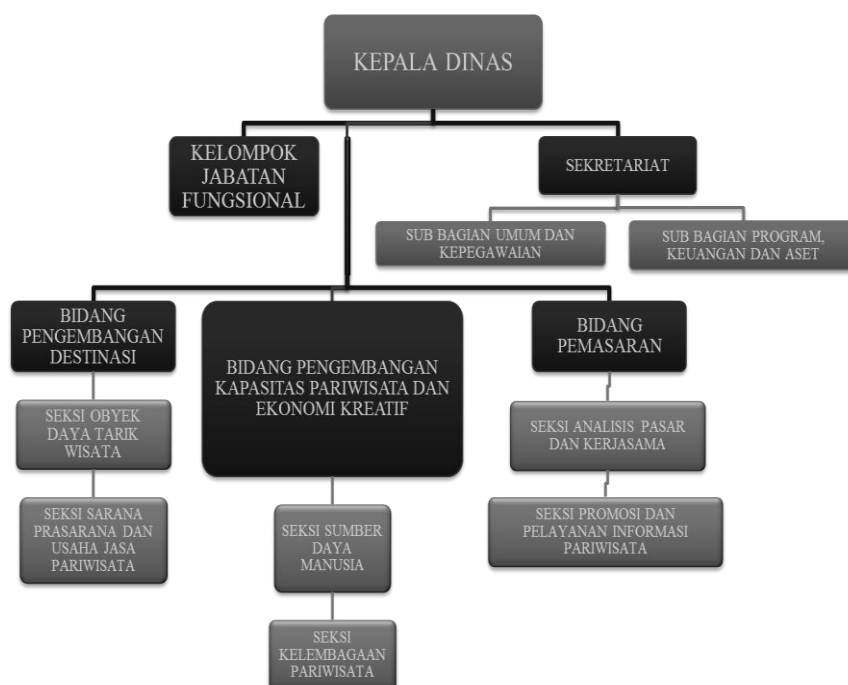 KEPALA DINAS
KELOMPOK
JABATAN
FUNGSIONAL
SEKRETARIAT
SUB BAGIAN UMUM DAN
KEPEGAWAIAN
SUB BAGIAN PROGRAM,
KEUANGAN DAN ASET
BIDANG
PENGEMBANGAN
DESTINASI
BIDANG PENGEMBANGAN
KAPASITAS PARIWISATA DAN
EKONOMI KREATIF
BIDANG
PEMASARAN
SEKSI OBYEK
DAYA TARIK
WISATA
SEKSI ANALISIS PASAR
DAN KERJASAMA
SEKSI SARANA
PRASARANA DAN
USAHA JASA
PARIWISATA
SEKSI SUMBER
DAYA
MANUSIA
SEKSI PROMOSI DAN
PELAYANAN INFORMASI
PARIWISATA
SEKSI
KELEMBAGAAN
PARIWISATA